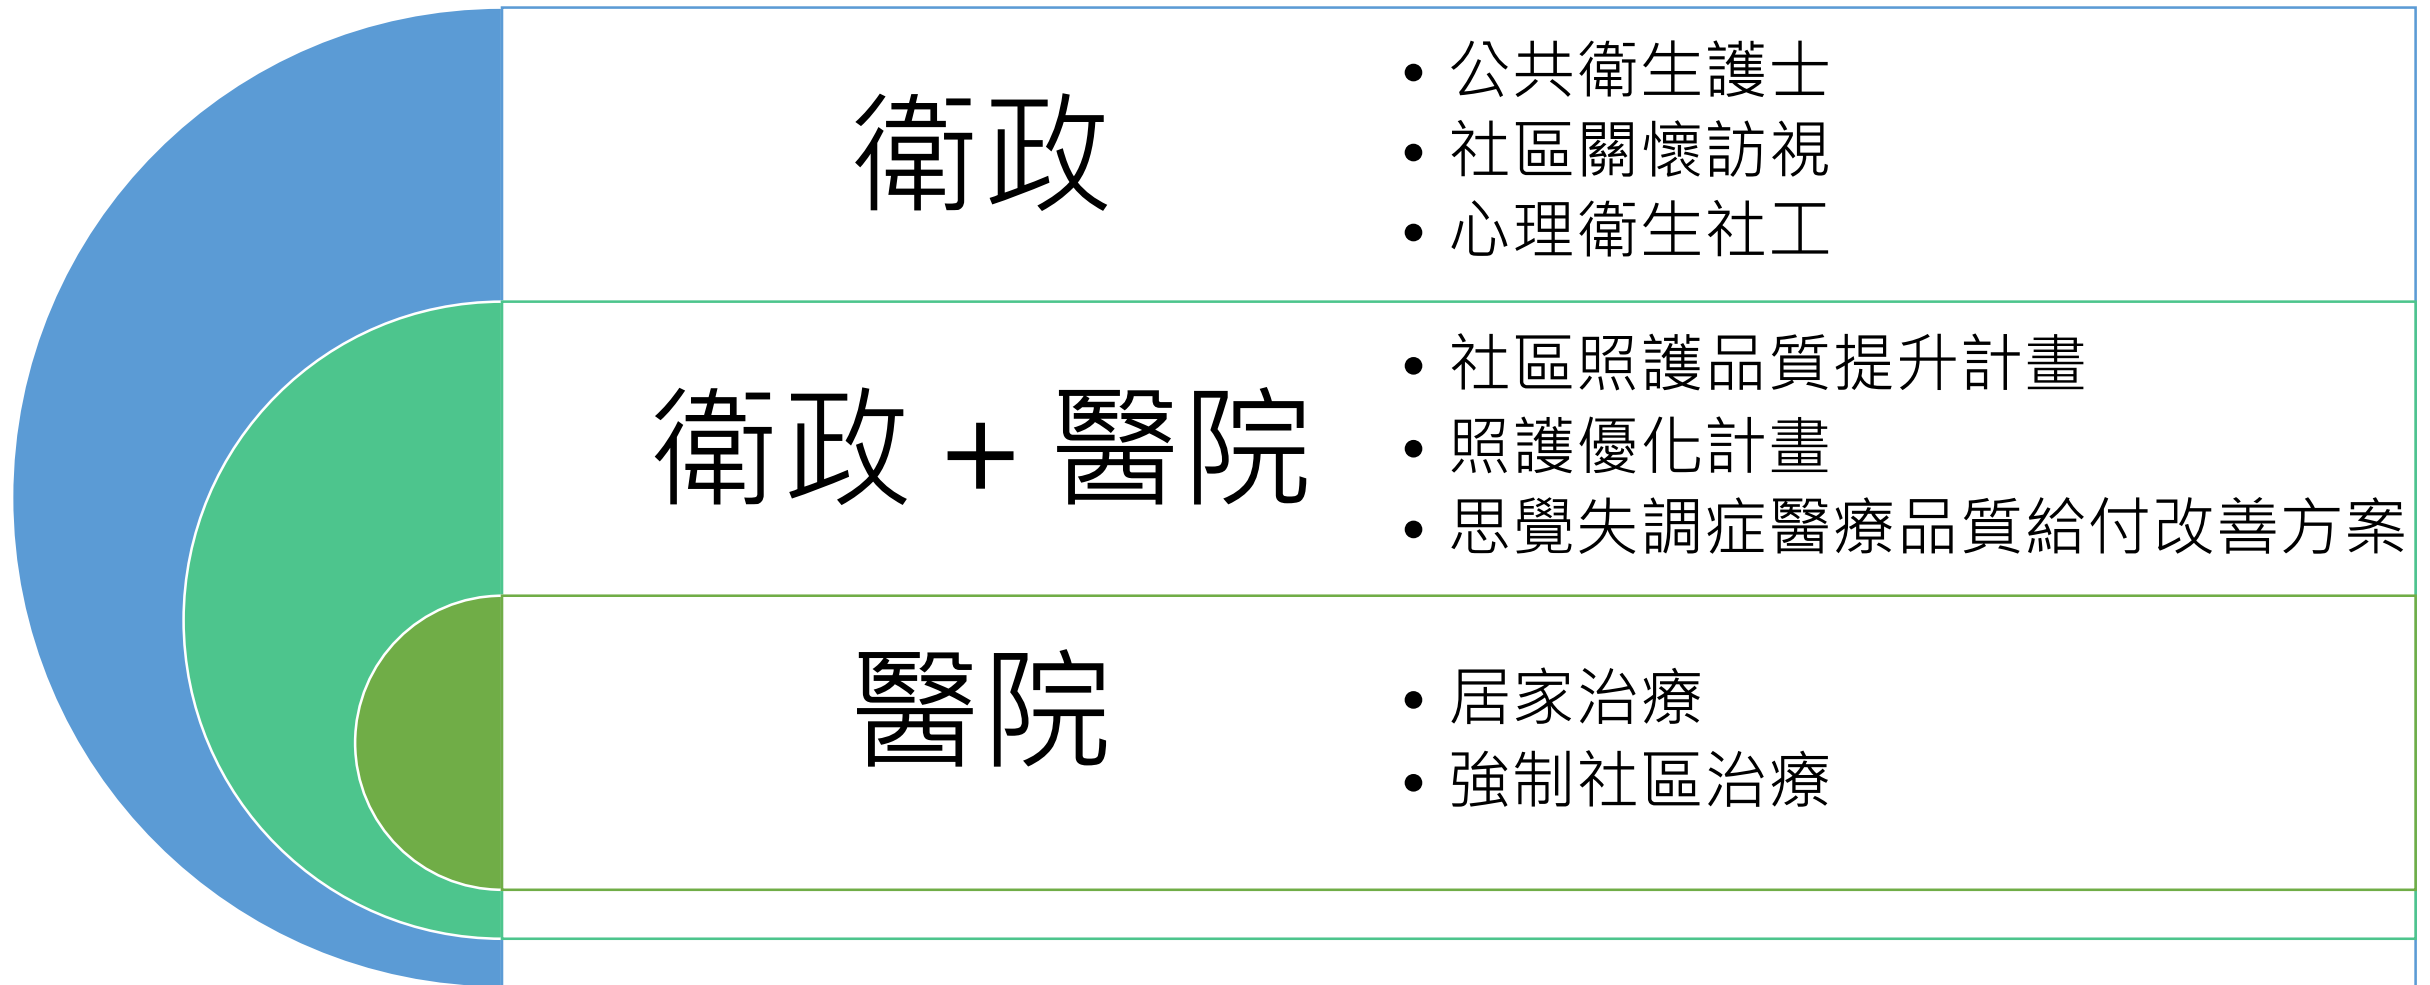 衛政
• 公共衛生護士
• 社區關懷訪視
• 心理衛生社工
衛政 + 醫院
• 社區照護品質提升計畫
• 照護優化計畫
• 思覺失調症醫療品質給付改善方案
醫院
• 居家治療
• 強制社區治療